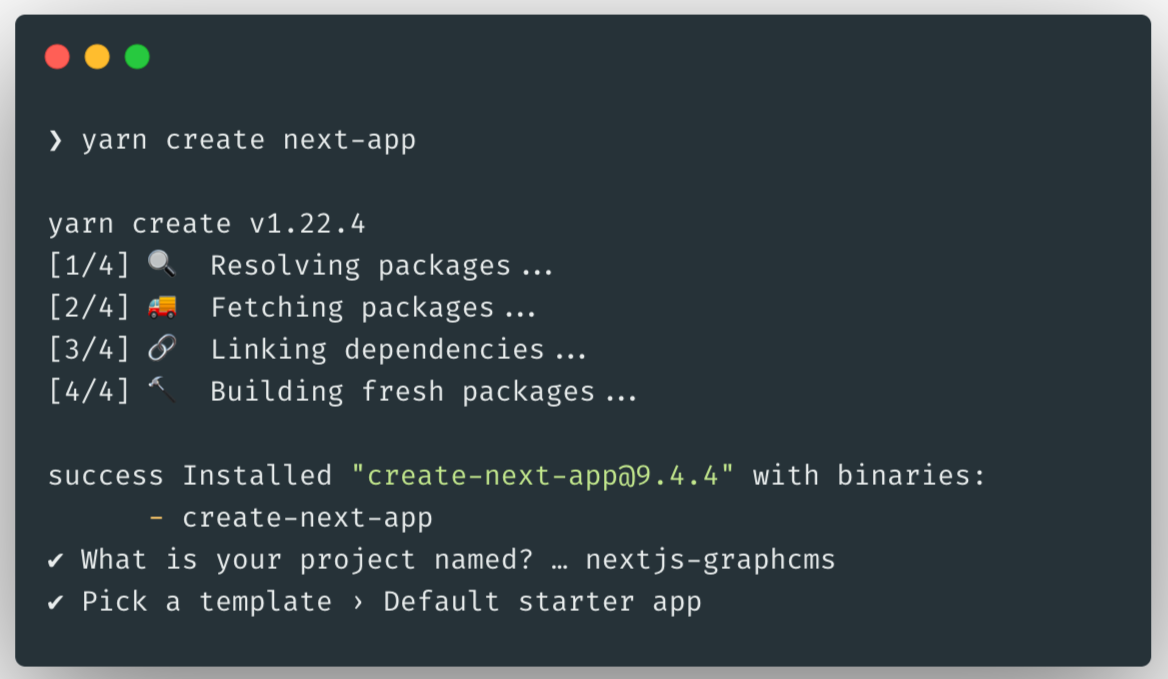 ❯ yarn create next-app
yarn create v1.22.4
[1/4] 🔍 Resolving packages...
[2/4] 🚚 Fetching packages...
[3/4] 🔗 Linking dependencies...
[4/4] 🔨 Building fresh packages...
success Installed "create-next-app@9.4.4" with binaries:
- create-next-app
✔ What is your project named? … nextjs-graphcms
✔ Pick a template › Default starter app